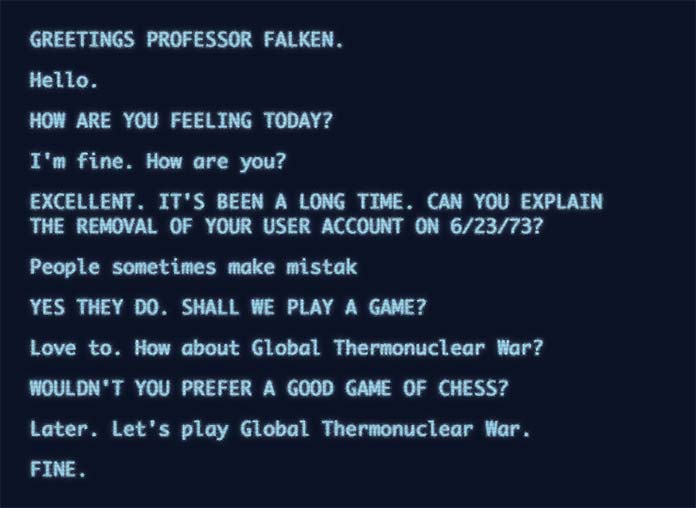 GREETINGS PROFESSOR FALKEN.
Hello.
HOW ARE YOU FEELING TODAY?
I'm fine. How are you?
EXCELLENT. IT'S BEEN A LONG TIME. CAN YOU EXPLAIN
THE REMOVAL OF YOUR USER ACCOUNT ON 6/23/73?
People sometimes make mistak
YES THEY DO. SHALL WE PLAY A GAME?
Love to. How about Global Thermonuclear War?
WOULDN'T YOU PREFER A GOOD GAME OF CHESS?
Later. Let's play Global Thermonuclear War.
FINE.